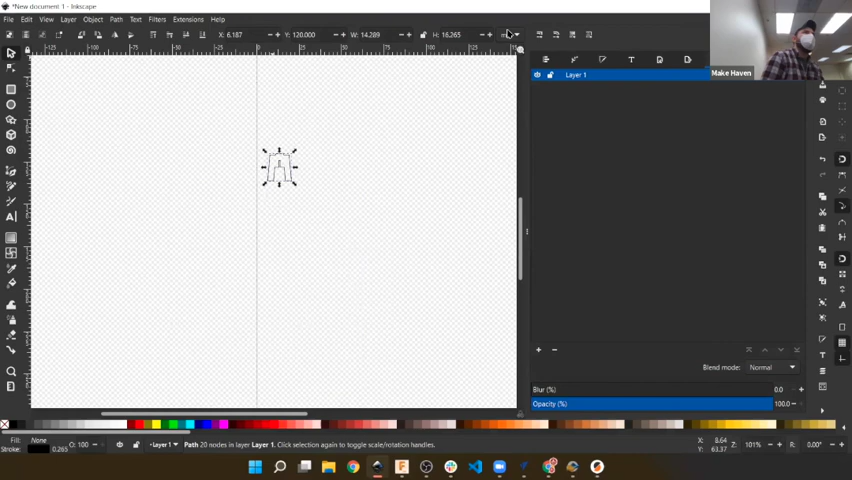 *New document 1 - Inkscape
File Edit View Layer Object Path Text Filters Extensions Help
X: 6.187 Y: 120.000 W: 14.289 H: 16.265
Make Haven
Layer 1
Blend mode: Normal
Blur (%) 0.0
Opacity (%) 100.0
Fill: None
Stroke: 0.265 O: 100 Layer 1 Path 20 nodes in layer Layer 1. Click selection again to toggle scale/rotation handles. X: 8.64 Y: 63.37 Z: 101% R: 0.00°